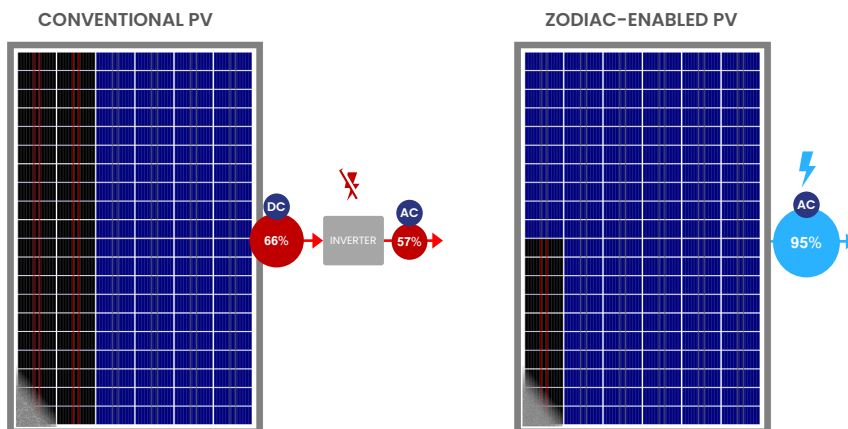 CONVENTIONAL PV
ZODIAC-ENABLED PV
DC
66%
INVERTER
AC
57%
AC
95%